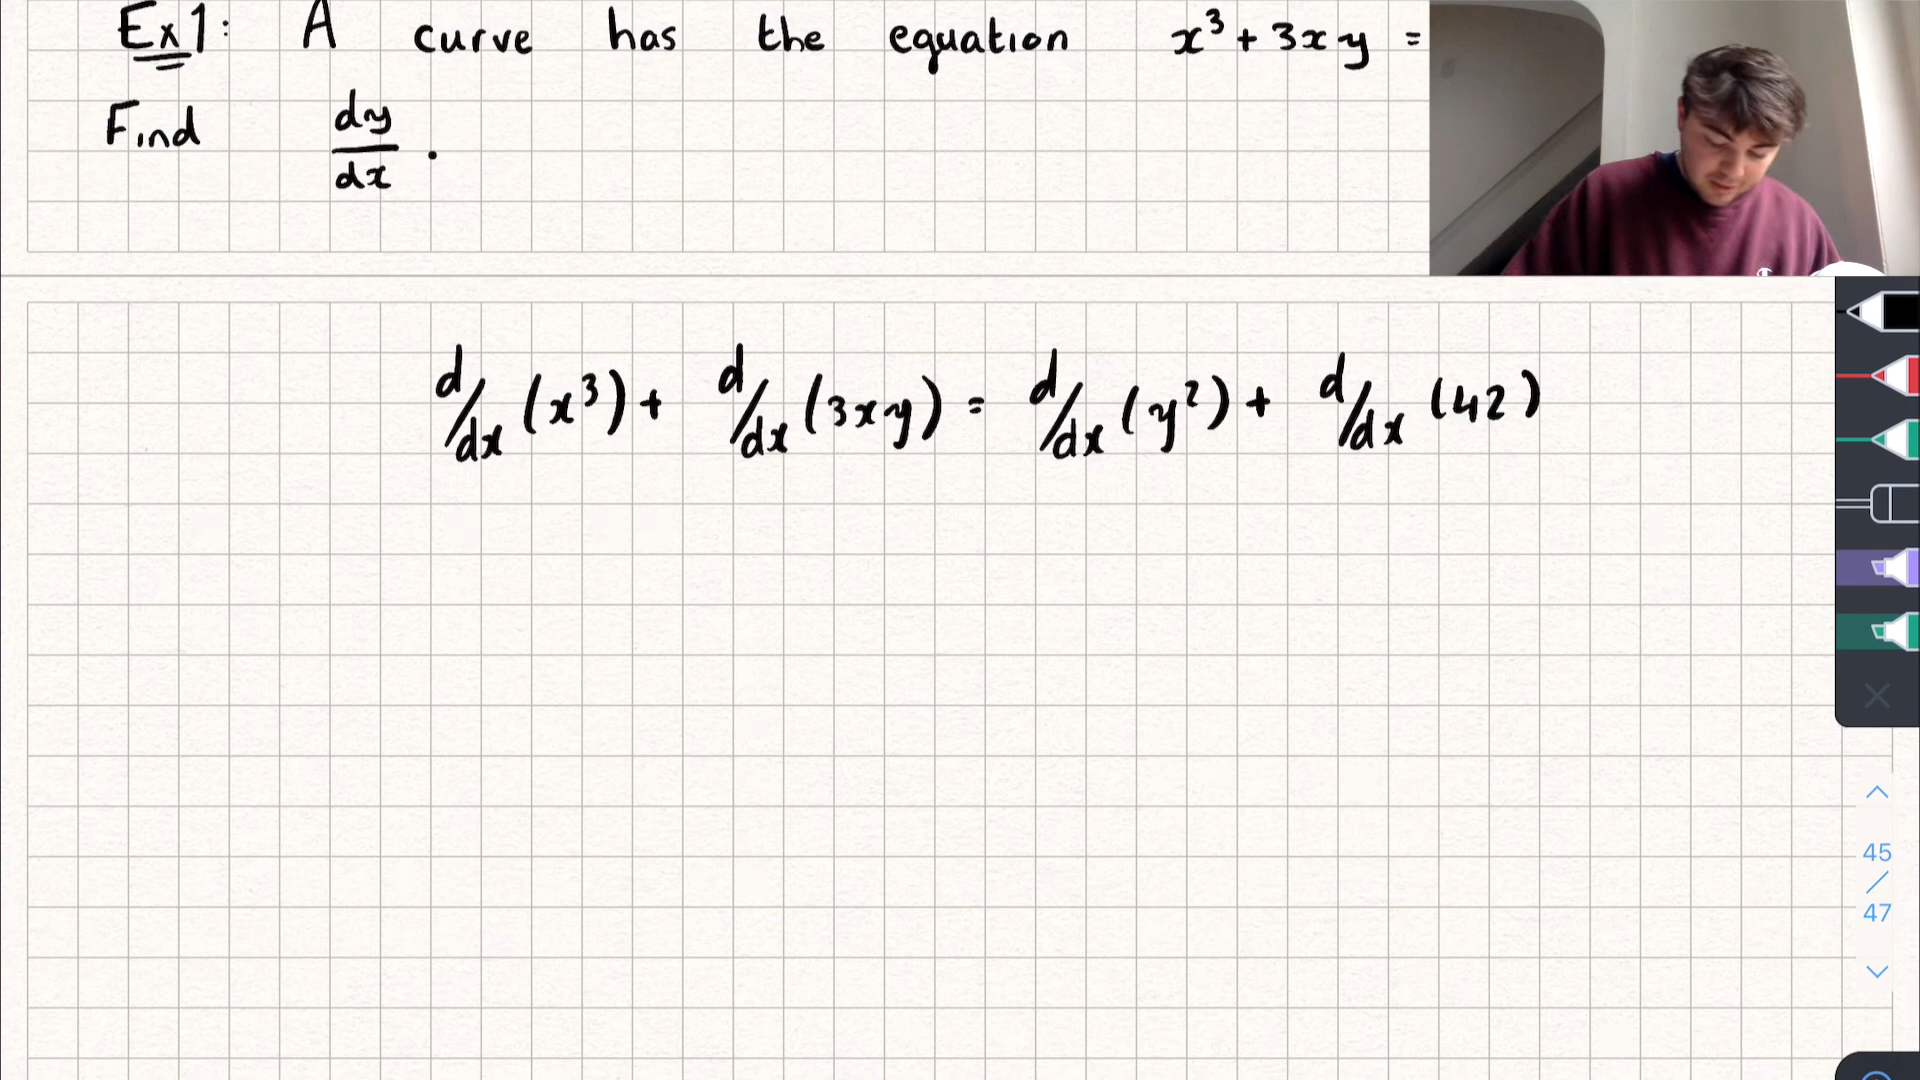 Ex1: A curve has the equation x³ + 3xy =
Find dy/dx .
d/dx (x³) + d/dx (3xy) = d/dx (y²) + d/dx (42)
45
/
47